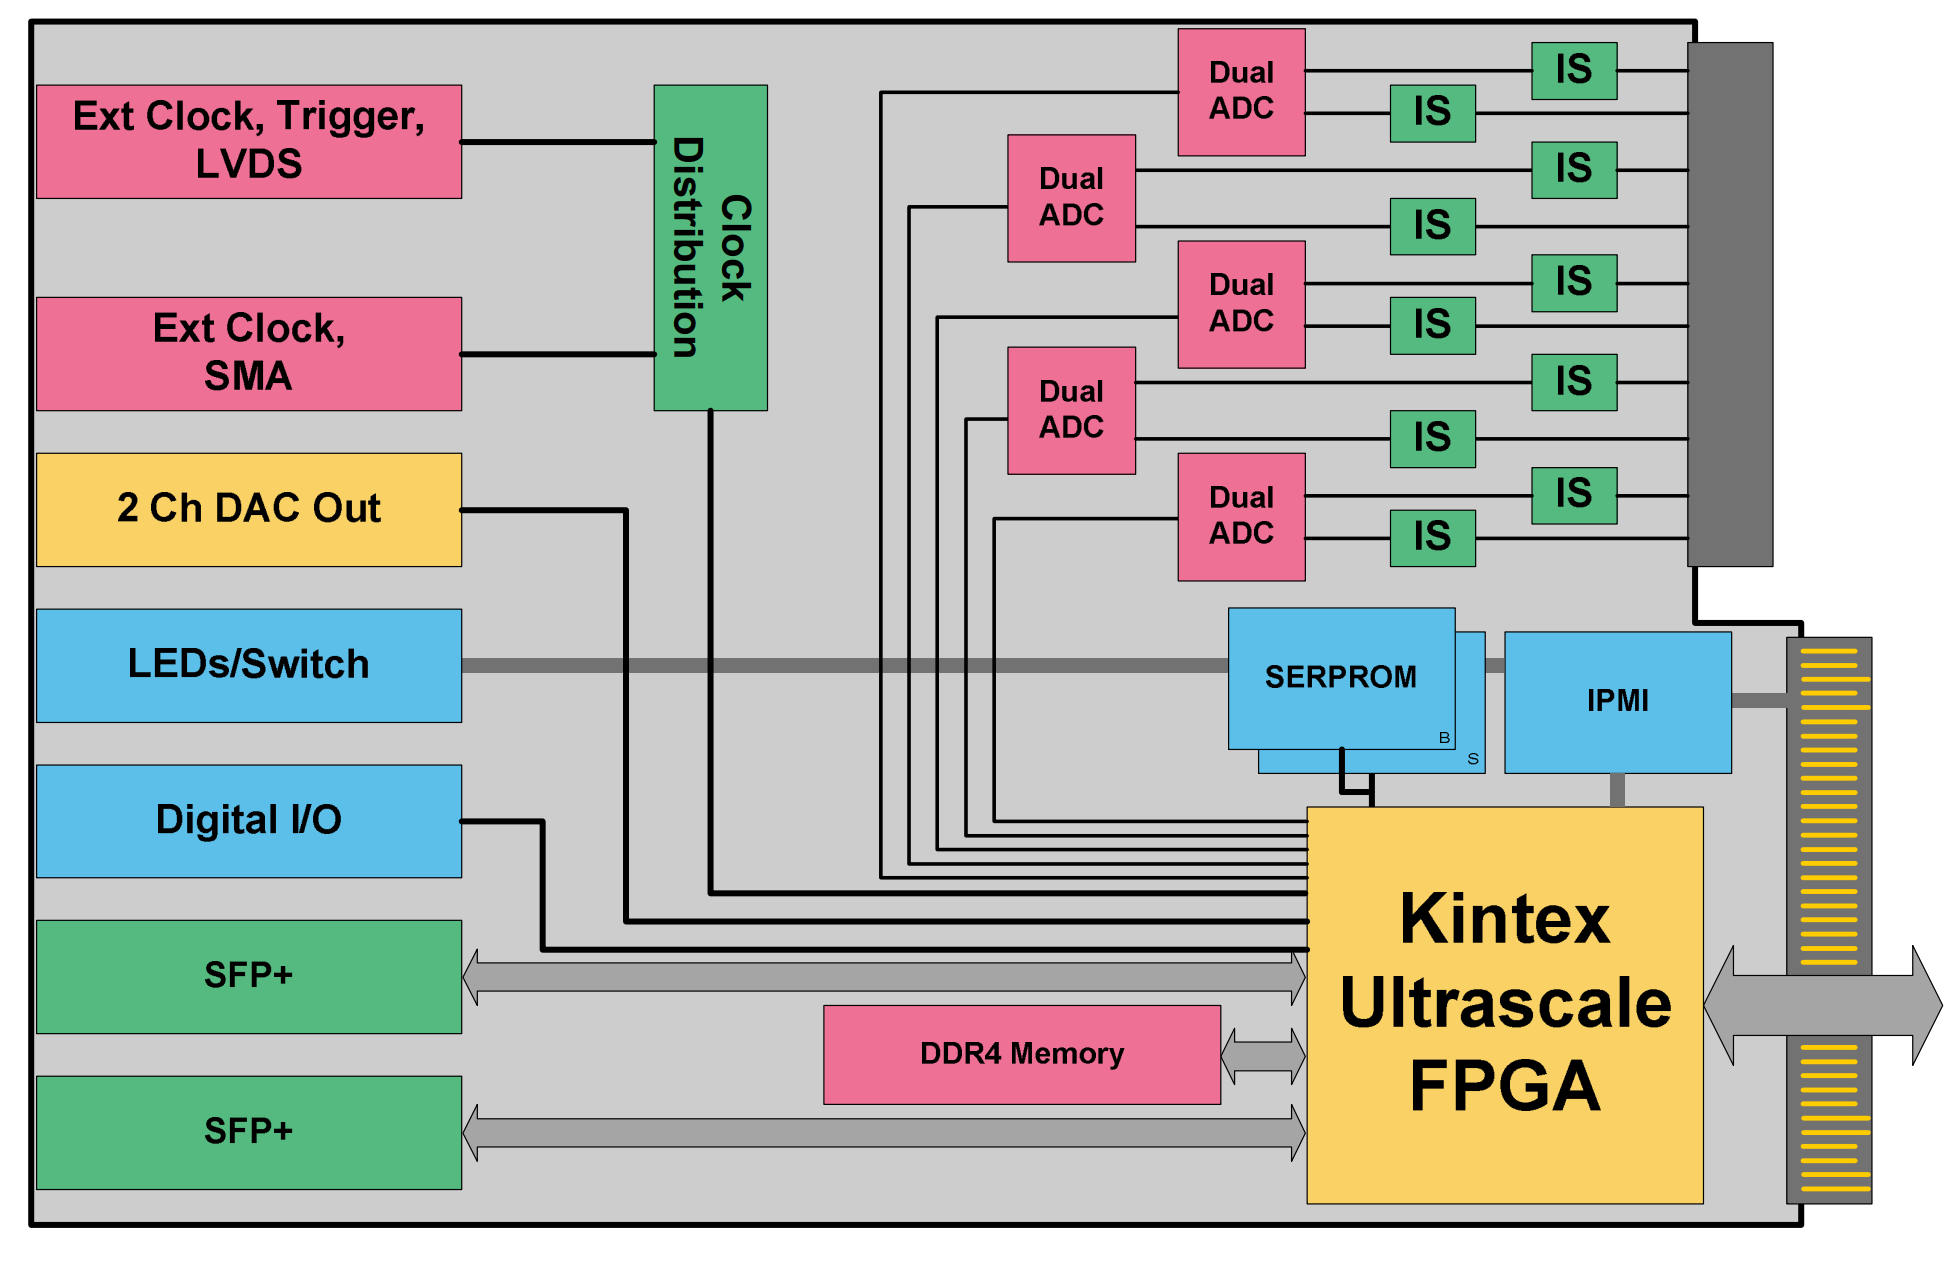 Ext Clock, Trigger,
LVDS
Ext Clock,
SMA
2 Ch DAC Out
LEDs/Switch
Digital I/O
SFP+
SFP+
Clock
Distribution
Dual
ADC
Dual
ADC
Dual
ADC
Dual
ADC
Dual
ADC
IS
IS
IS
IS
IS
IS
IS
IS
IS
IS
SERPROM
B
S
IPMI
DDR4 Memory
Kintex
Ultrascale
FPGA